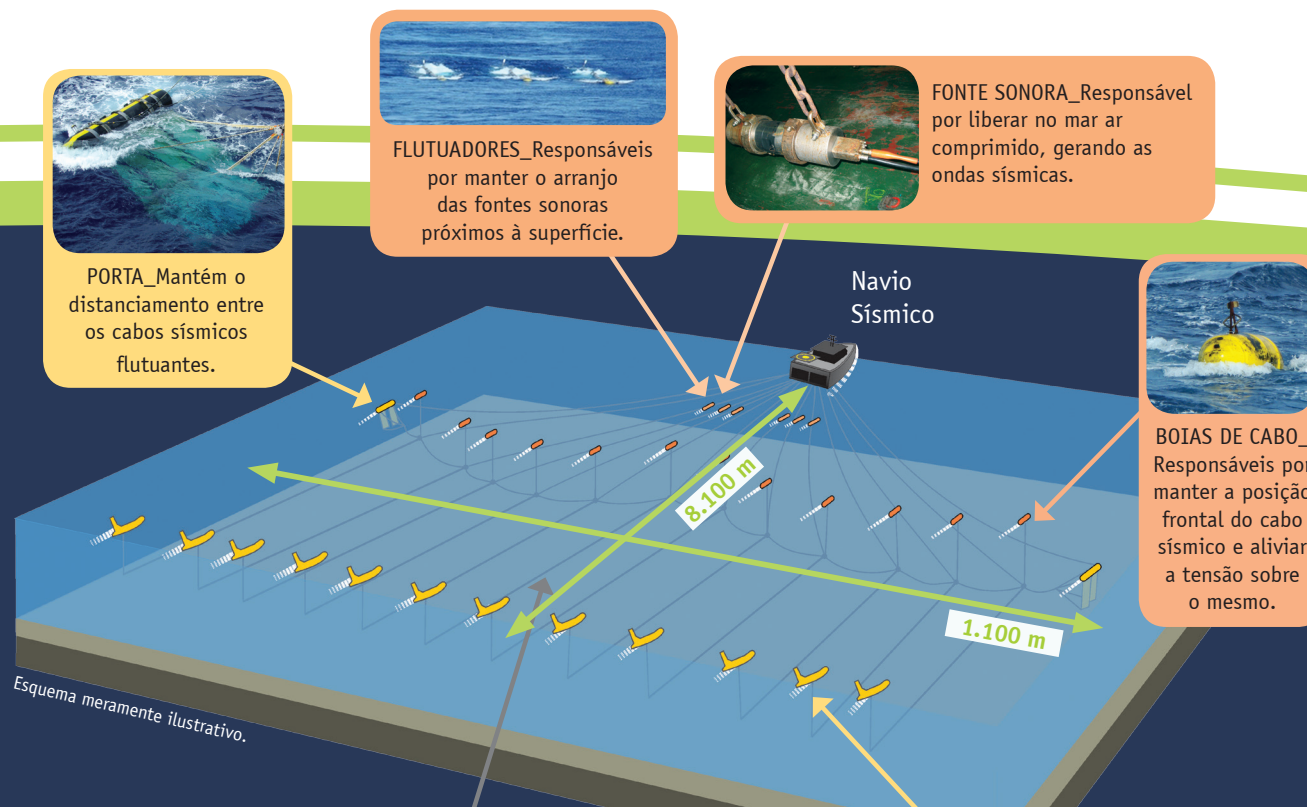 PORTA_Mantém o
distanciamento entre
os cabos sísmicos
flutuantes.
FLUTUADORES_Responsáveis
por manter o arranjo
das fontes sonoras
próximos à superfície.
FONTE SONORA_Responsável
por liberar no mar ar
comprimido, gerando as
ondas sísmicas.
Navio
Sísmico
BOIAS DE CABO_
Responsáveis por
manter a posição
frontal do cabo
sísmico e aliviar
a tensão sobre
o mesmo.
8.100 m
1.100 m
Esquema meramente ilustrativo.